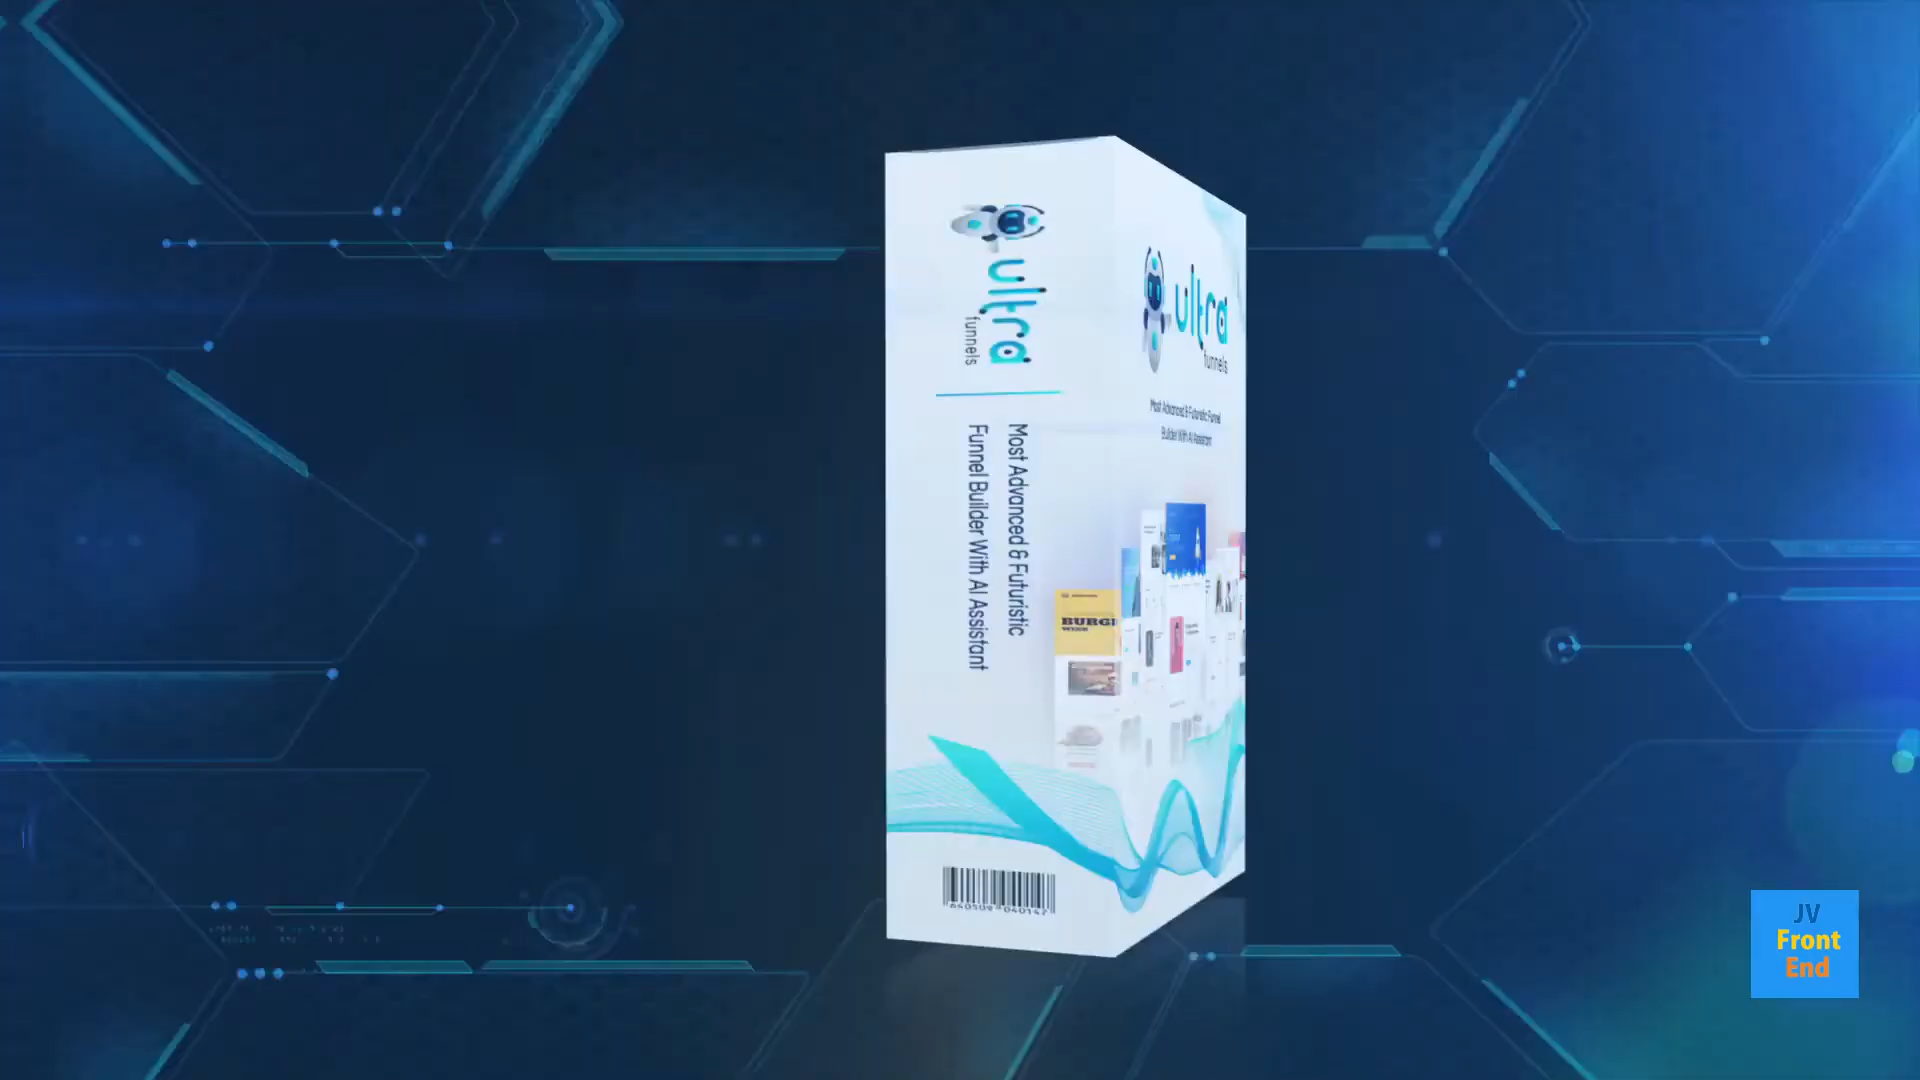 ultra
funnels
Most Advanced & Futuristic
Funnel Builder With AI Assistant
ultra
funnels
Most Advanced & Futuristic Funnel
Builder With AI Assistant
BURGE
JV
Front
End